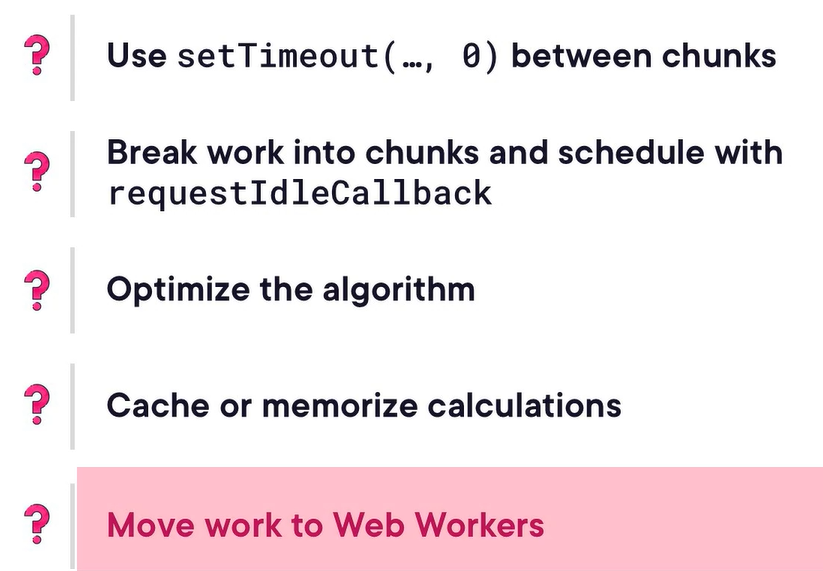 ? Use setTimeout(…, 0) between chunks
? Break work into chunks and schedule with
requestIdleCallback
? Optimize the algorithm
? Cache or memorize calculations
? Move work to Web Workers